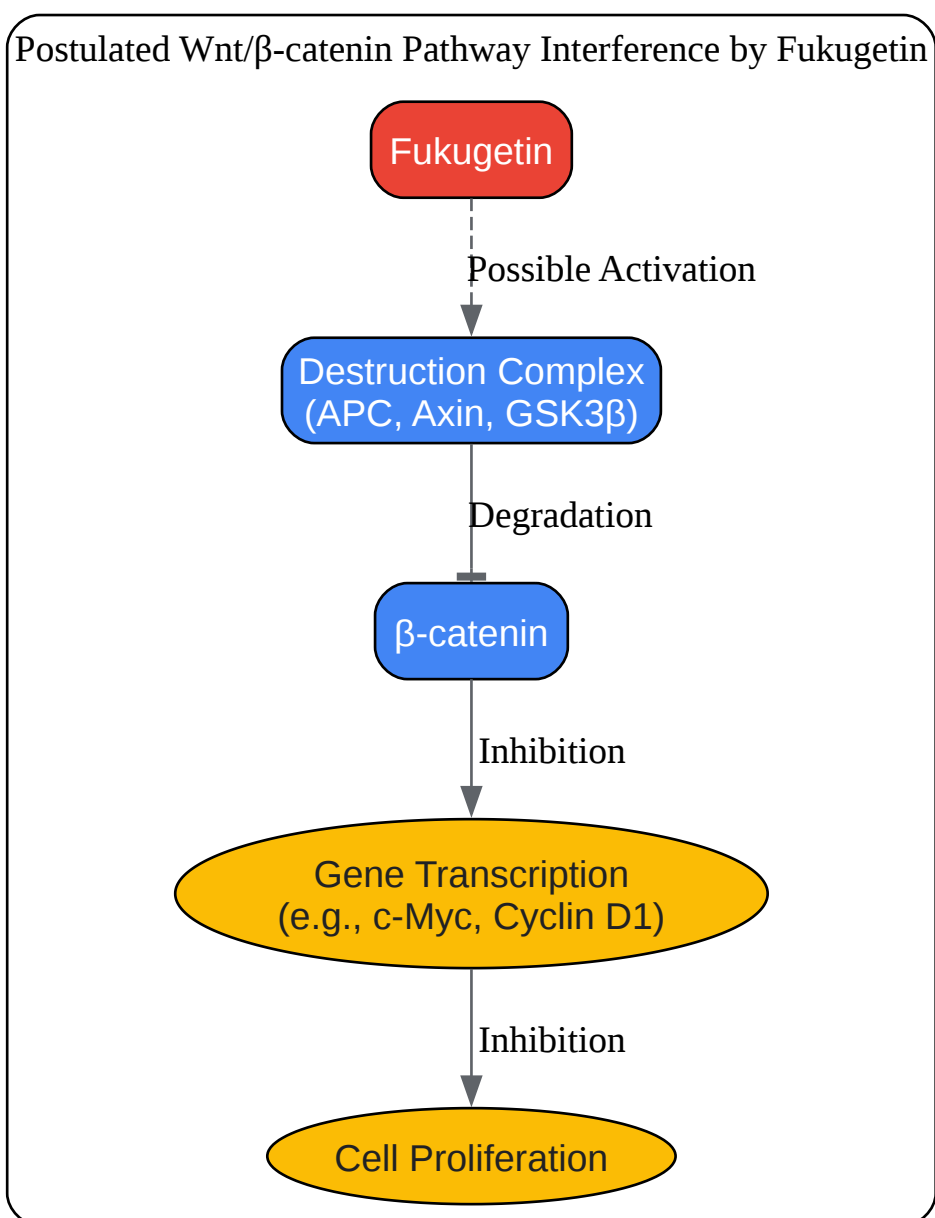 Postulated Wnt/β-catenin Pathway Interference by Fukugetin
Fukugetin
Possible Activation
Destruction Complex
(APC, Axin, GSK3β)
Degradation
β-catenin
Inhibition
Gene Transcription
(e.g., c-Myc, Cyclin D1)
Inhibition
Cell Proliferation